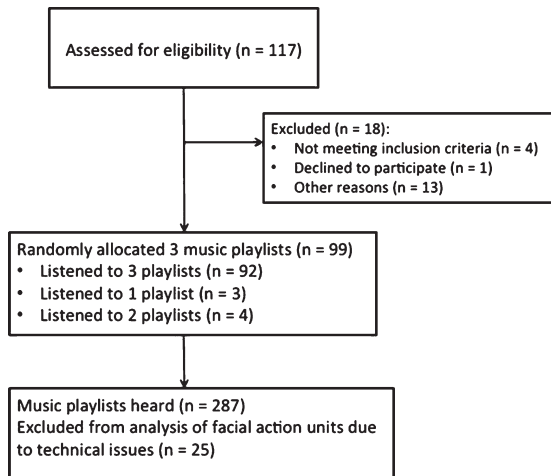 Assessed for eligibility (n = 117)
Excluded (n = 18):
• Not meeting inclusion criteria (n = 4)
• Declined to participate (n = 1)
• Other reasons (n = 13)
Randomly allocated 3 music playlists (n = 99)
• Listened to 3 playlists (n = 92)
• Listened to 1 playlist (n = 3)
• Listened to 2 playlists (n = 4)
Music playlists heard (n = 287)
Excluded from analysis of facial action units due
to technical issues (n = 25)